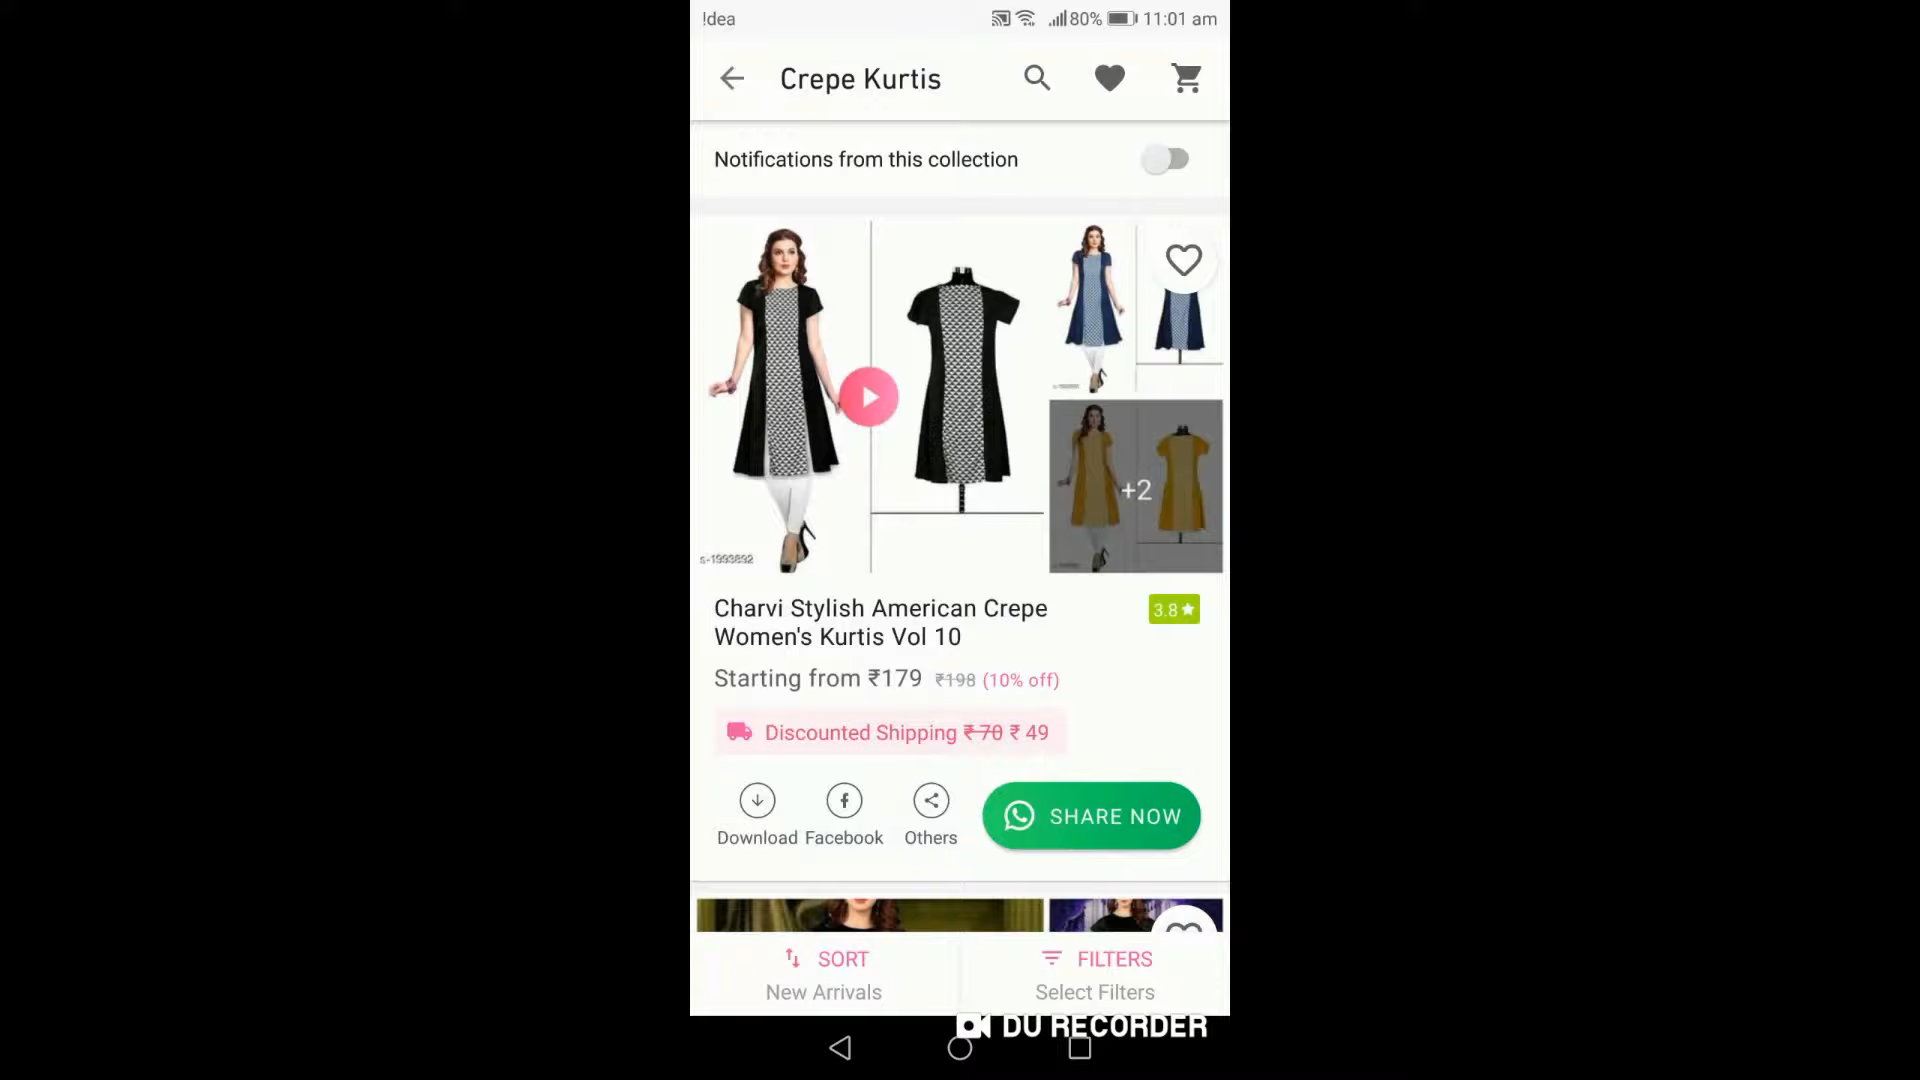 !dea
80%
11:01 am
Crepe Kurtis
Notifications from this collection
s-1993892
+2
Charvi Stylish American Crepe
Women's Kurtis Vol 10
3.8
Starting from ₹179 ₹198 (10% off)
Discounted Shipping ₹ 70 ₹ 49
Download Facebook Others
SHARE NOW
SORT
New Arrivals
FILTERS
Select Filters
DU RECORDER